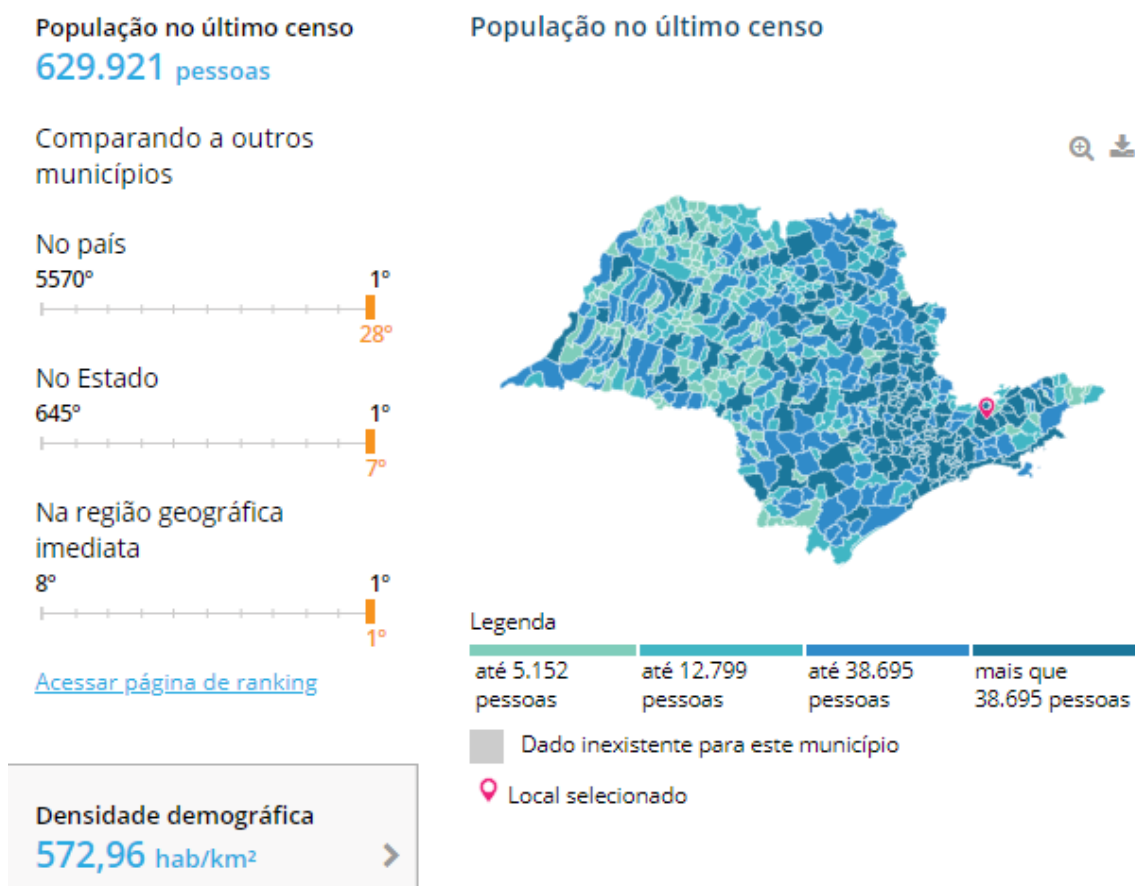 População no último censo
629.921 pessoas
Comparando a outros
municípios
No país
5570º 1º
28º
No Estado
645º 1º
7º
Na região geográfica
imediata
8º 1º
1º
Acessar página de ranking
Densidade demográfica
572,96 hab/km²
População no último censo
Legenda
até 5.152
pessoas
até 12.799
pessoas
até 38.695
pessoas
mais que
38.695 pessoas
Dado inexistente para este município
Local selecionado